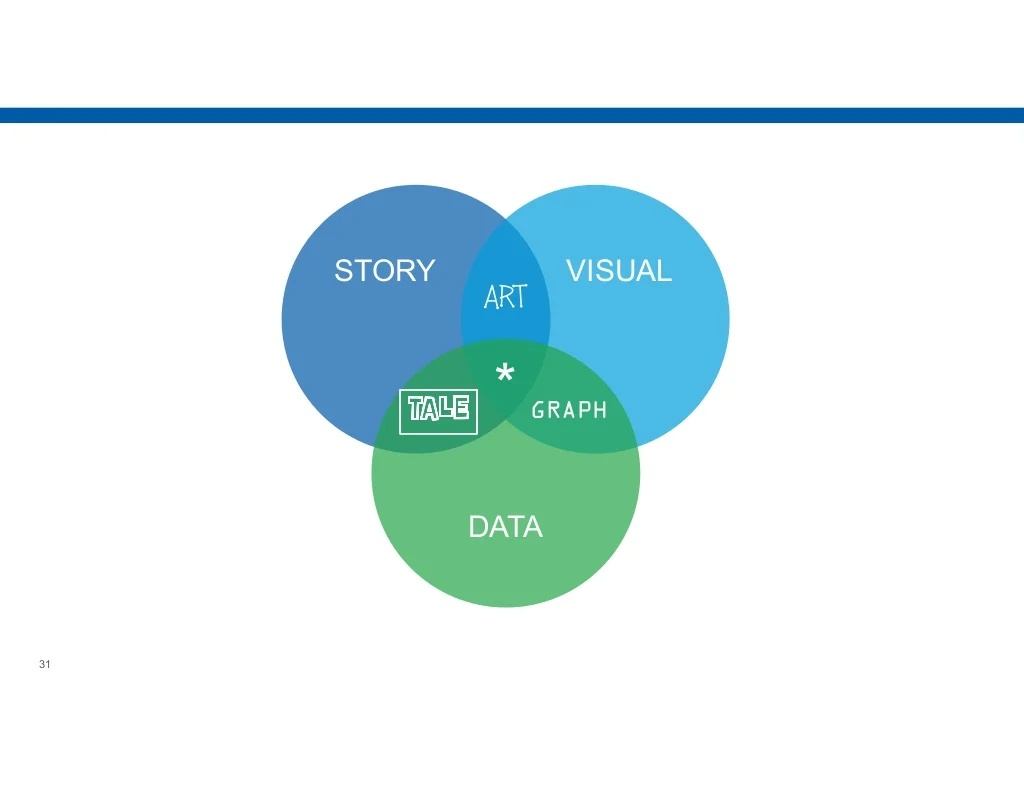 STORY
VISUAL
ART
*
TALE
GRAPH
DATA
31